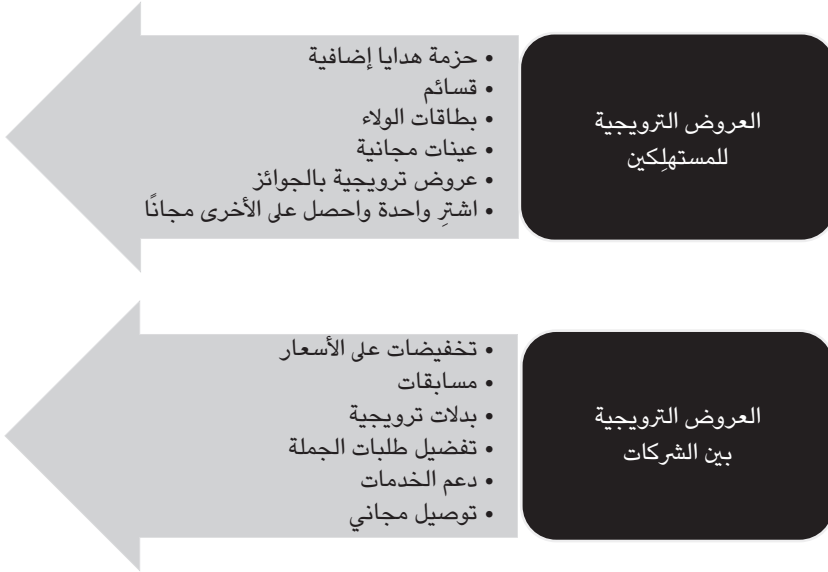 العروض الترويجية
للمستهلِكين
• حزمة هدايا إضافية
• قسائم
• بطاقات الولاء
• عينات مجانية
• عروض ترويجية بالجوائز
• اشترِ واحدة واحصل على الأخرى مجانًا
العروض الترويجية
بين الشركات
• تخفيضات على الأسعار
• مسابقات
• بدلات ترويجية
• تفضيل طلبات الجملة
• دعم الخدمات
• توصيل مجاني